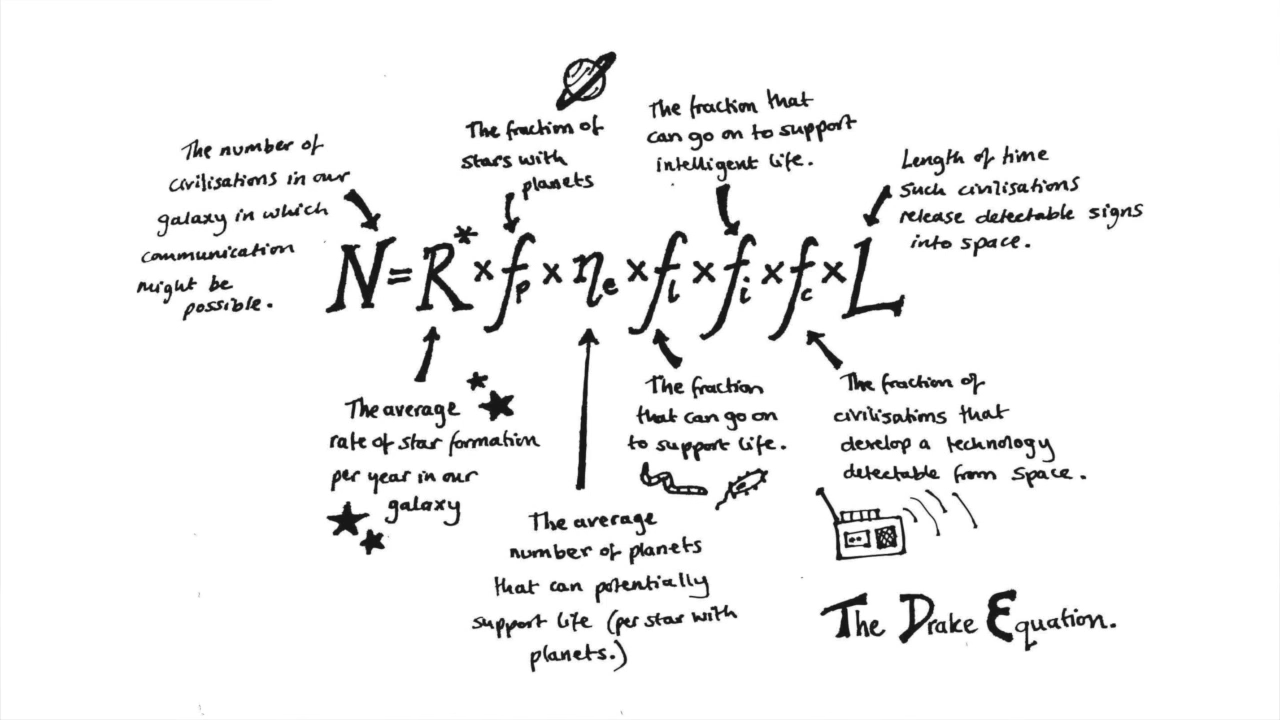 The number of
civilisations in our
galaxy in which
communication
might be
possible.
The fraction of
stars with
planets
The fraction that
can go on to support
intelligent life.
Length of time
such civilisations
release detectable signs
into space.
N = R* × fp × ηe × fl × fi × fc × L
The average
rate of star formation
per year in our
galaxy
The average
number of planets
that can potentially
support life (per star with
planets.)
The fraction
that can go on
to support life.
The fraction of
civilisations that
develop a technology
detectable from space.
The Drake Equation.